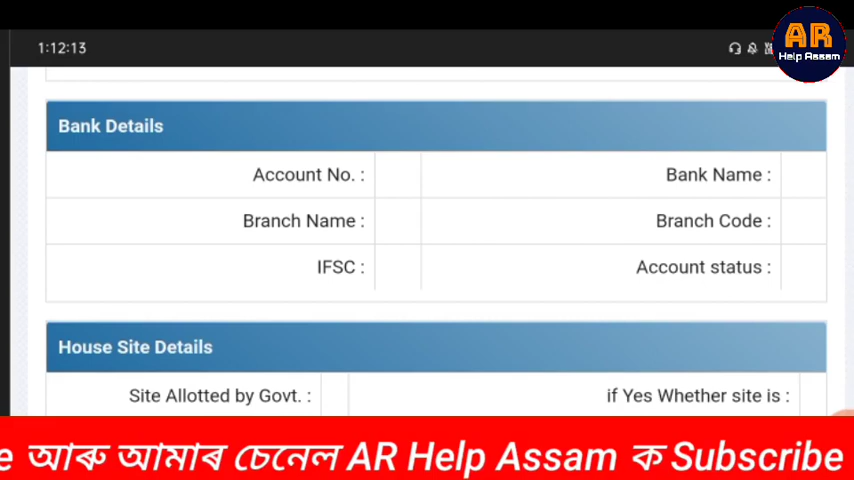 1:12:13
AR
Help Assam
Bank Details
Account No. : Bank Name :
Branch Name : Branch Code :
IFSC : Account status :
House Site Details
Site Allotted by Govt. : if Yes Whether site is :
e আৰু আমাৰ চেনেল AR Help Assam ক Subscribe